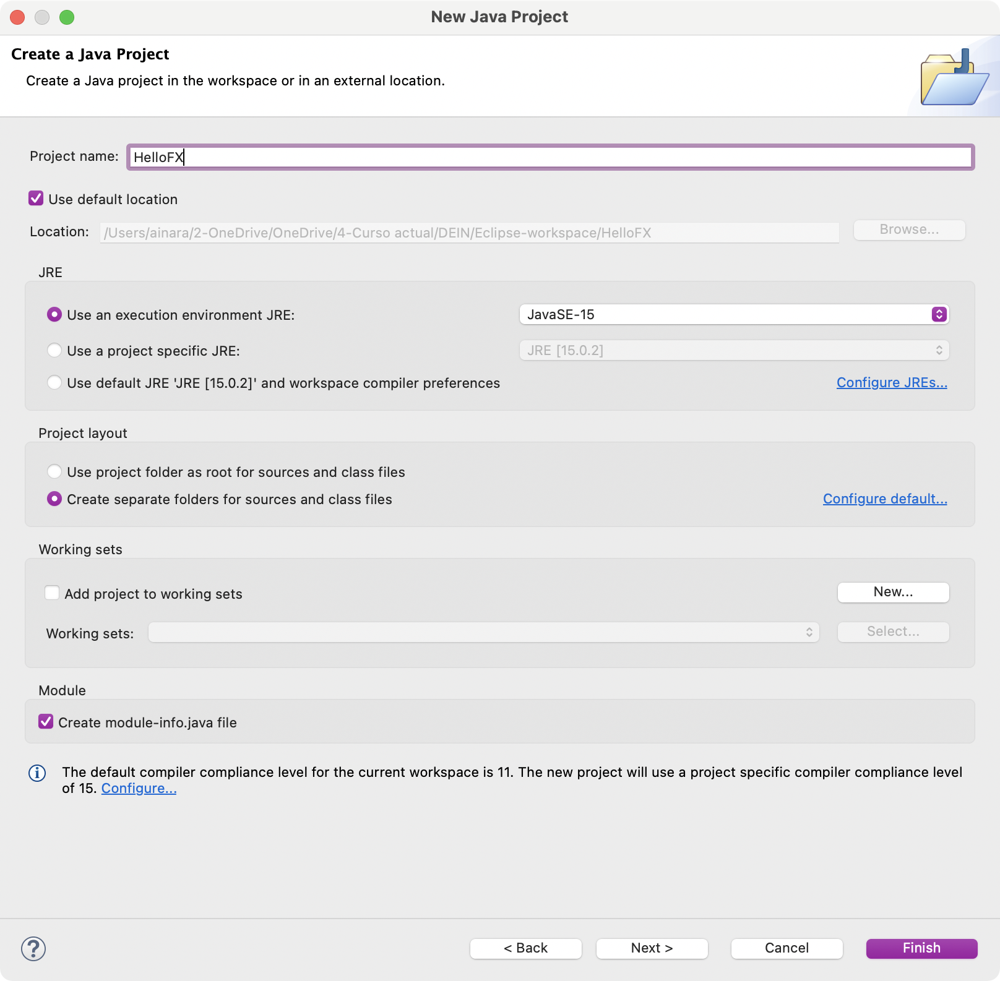 New Java Project
Create a Java Project
Create a Java project in the workspace or in an external location.
Project name: HelloFX
Use default location
Location: /Users/ainara/2-OneDrive/OneDrive/4-Curso actual/DEIN/Eclipse-workspace/HelloFX Browse...
JRE
Use an execution environment JRE: JavaSE-15
Use a project specific JRE: JRE [15.0.2]
Use default JRE 'JRE [15.0.2]' and workspace compiler preferences Configure JREs...
Project layout
Use project folder as root for sources and class files
Create separate folders for sources and class files Configure default...
Working sets
Add project to working sets New...
Working sets: Select...
Module
Create module-info.java file
The default compiler compliance level for the current workspace is 11. The new project will use a project specific compiler compliance level
of 15. Configure...
? < Back Next > Cancel Finish